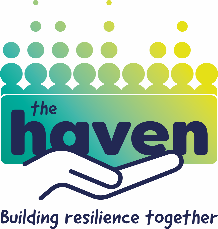 the
haven
Building resilience together